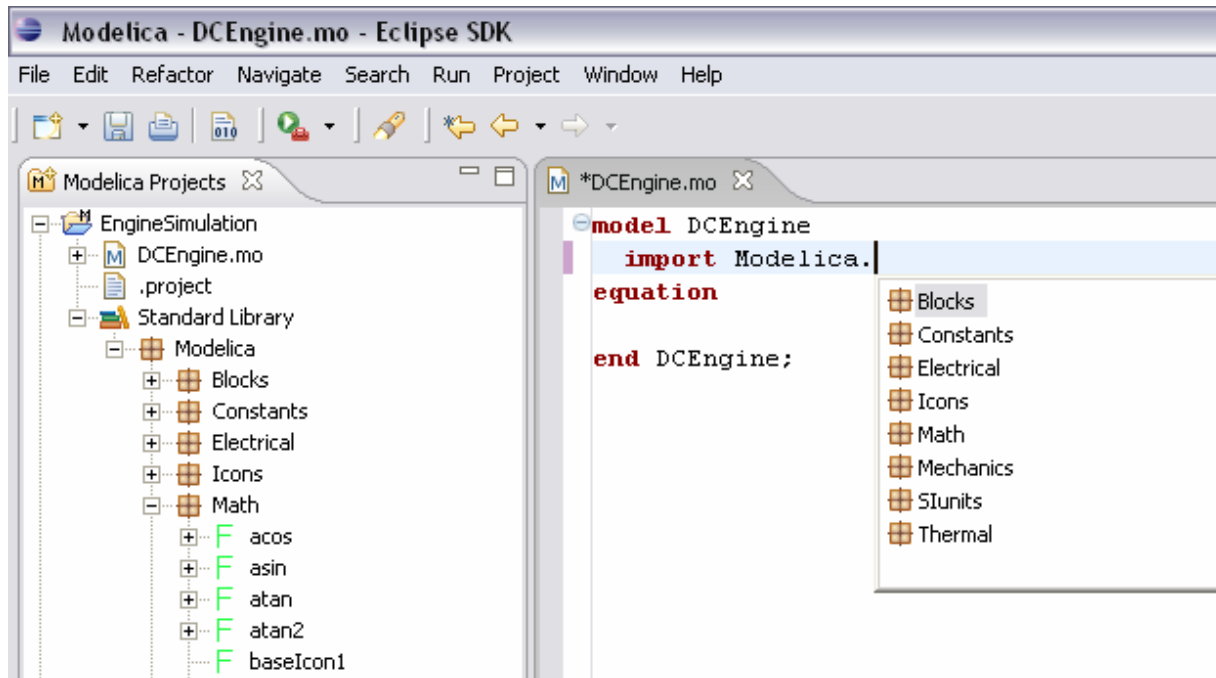 Modelica - DCEngine.mo - Eclipse SDK
File Edit Refactor Navigate Search Run Project Window Help
010
Modelica Projects
EngineSimulation
DCEngine.mo
.project
Standard Library
Modelica
Blocks
Constants
Electrical
Icons
Math
acos
asin
atan
atan2
baseIcon1
*DCEngine.mo
model DCEngine
import Modelica.
equation
end DCEngine;
Blocks
Constants
Electrical
Icons
Math
Mechanics
SIunits
Thermal